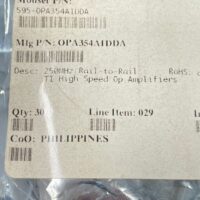 Mouser P/N:
595-OPA354AIDDA
Mfg P/N: OPA354AIDDA
Desc: 250MHz Rail-to-Rail RoHS:
TI High Speed Op Amplifiers
Qty: 30 Line Item: 029
CoO: PHILIPPINES